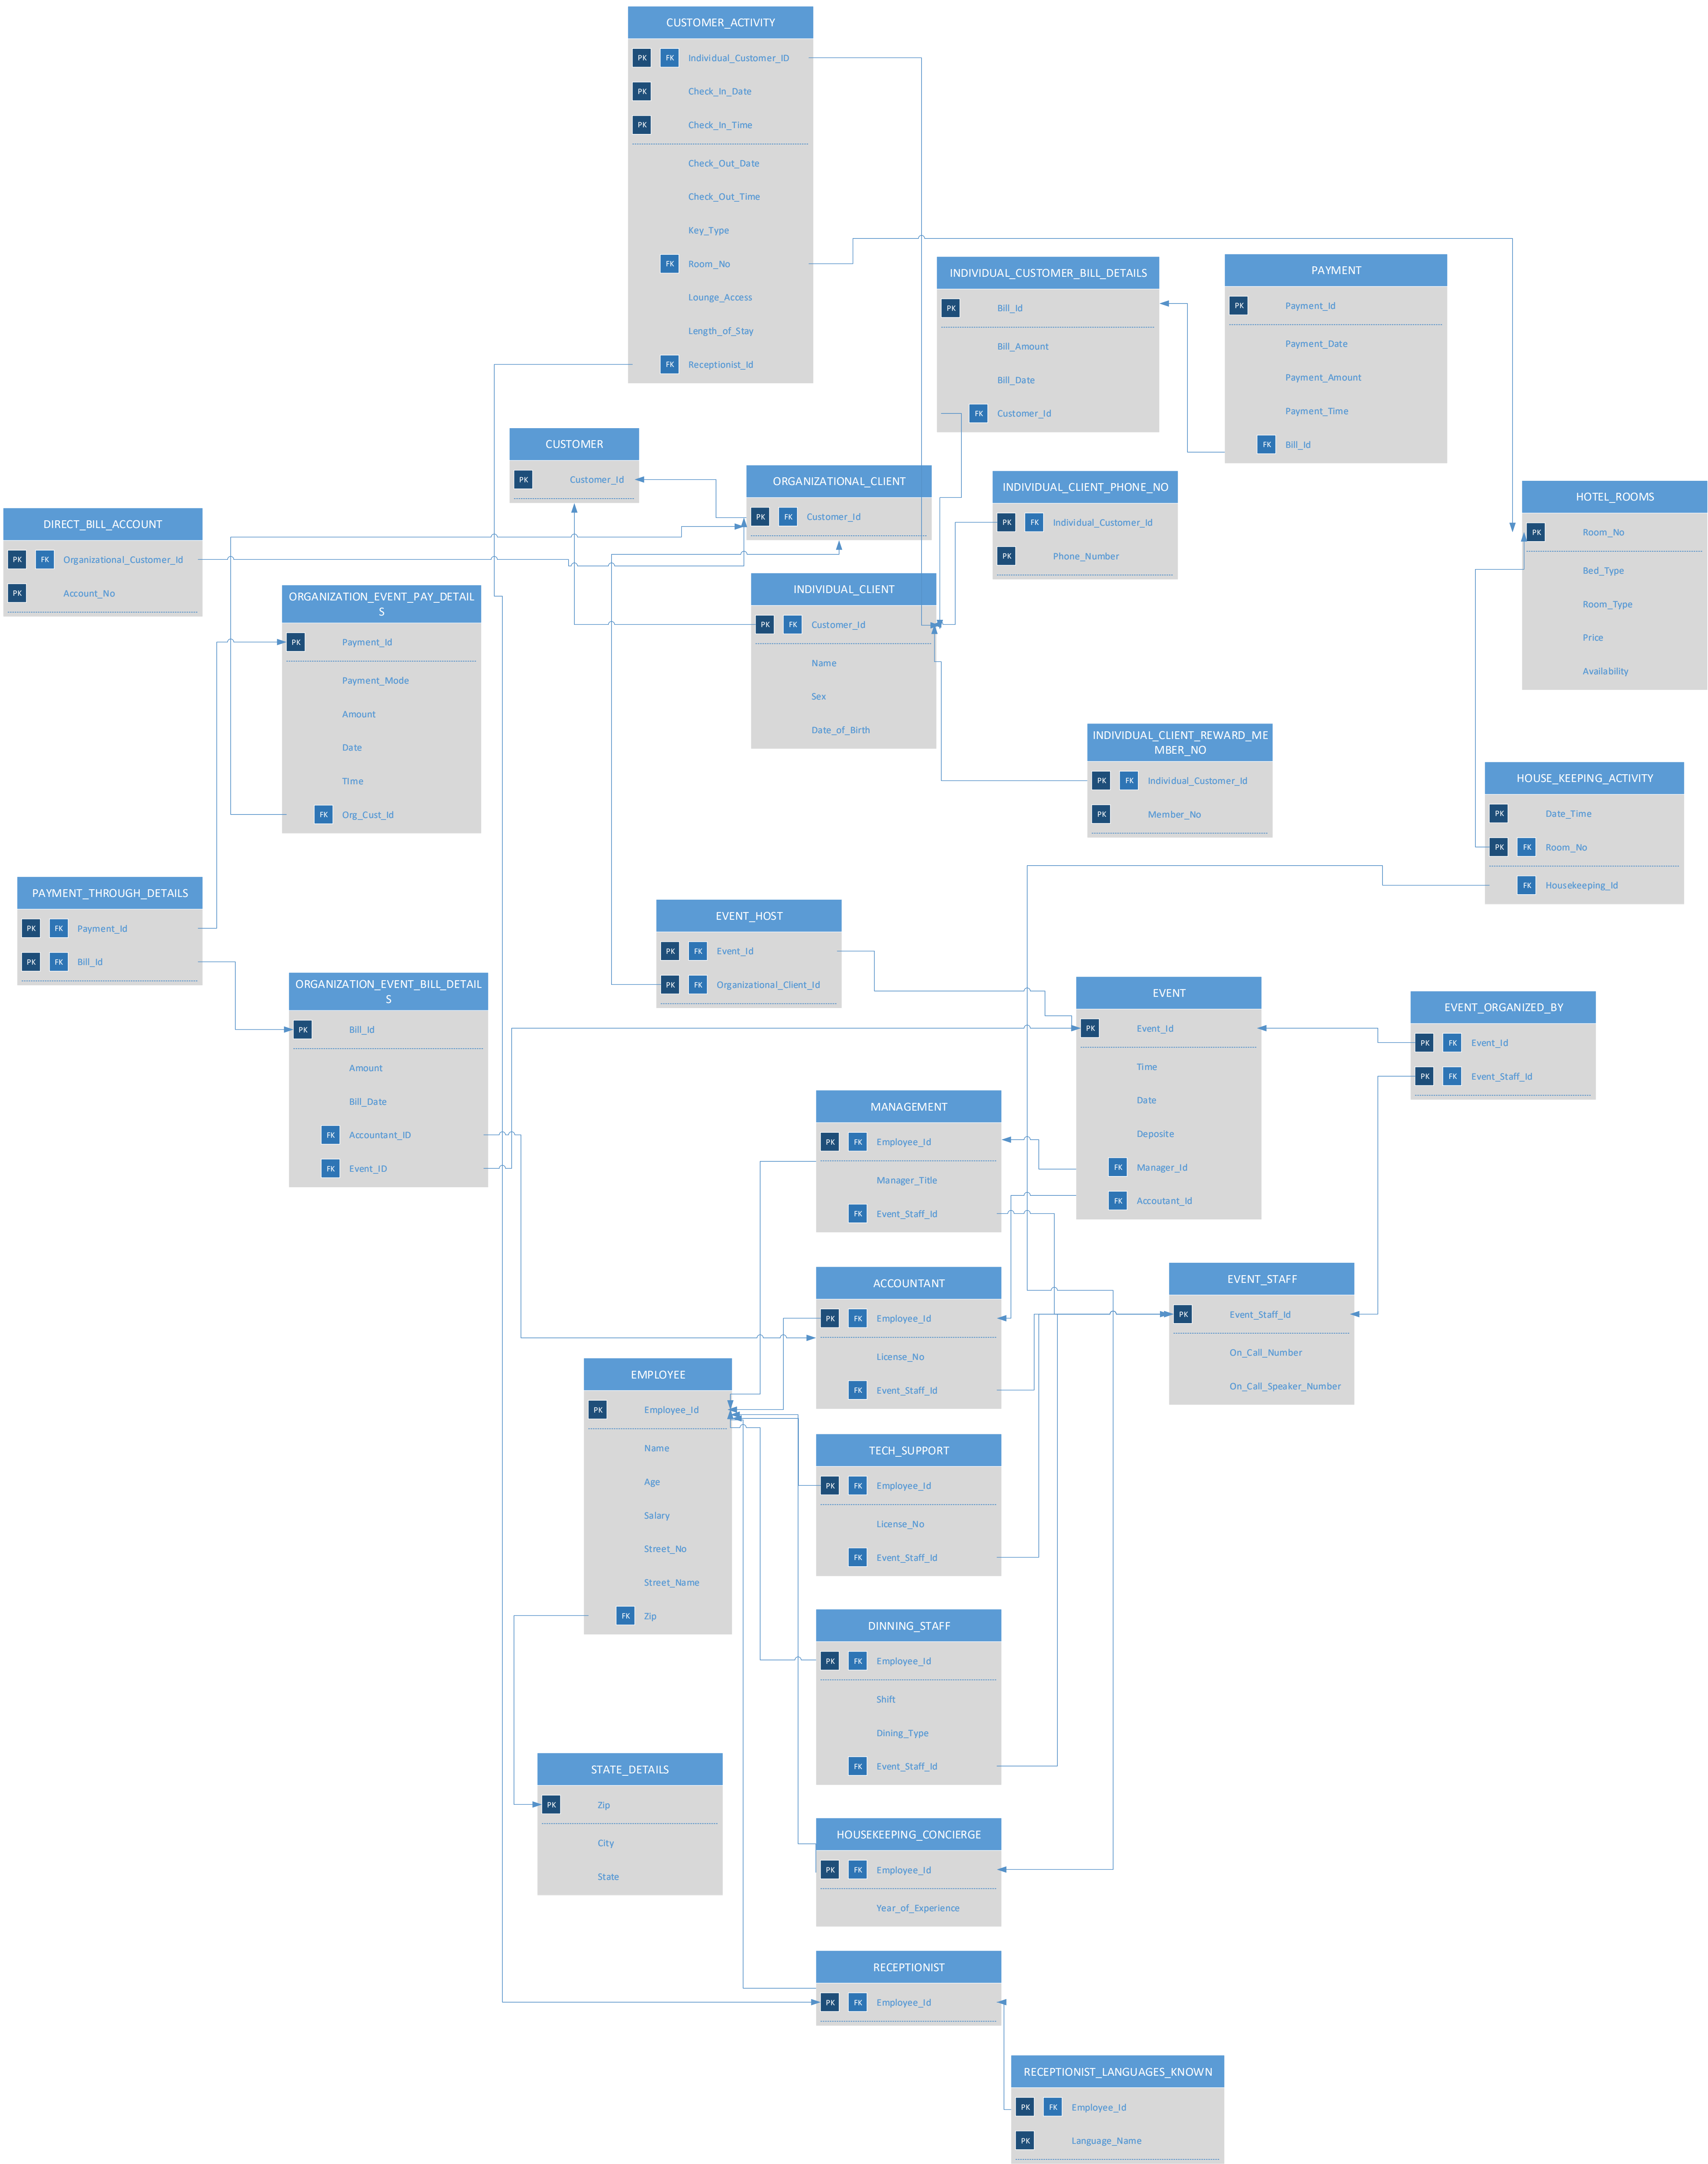 CUSTOMER_ACTIVITY
PK FK Individual_Customer_ID
PK Check_In_Date
PK Check_In_Time
Check_Out_Date
Check_Out_Time
Key_Type
FK Room_No
Lounge_Access
Length_of_Stay
FK Receptionist_Id
INDIVIDUAL_CUSTOMER_BILL_DETAILS
PK Bill_Id
Bill_Amount
Bill_Date
FK Customer_Id
PAYMENT
PK Payment_Id
Payment_Date
Payment_Amount
Payment_Time
FK Bill_Id
CUSTOMER
PK Customer_Id
ORGANIZATIONAL_CLIENT
PK FK Customer_Id
INDIVIDUAL_CLIENT_PHONE_NO
PK FK Individual_Customer_Id
PK Phone_Number
HOTEL_ROOMS
PK Room_No
Bed_Type
Room_Type
Price
Availability
DIRECT_BILL_ACCOUNT
PK FK Organizational_Customer_Id
PK Account_No
ORGANIZATION_EVENT_PAY_DETAIL
S
PK Payment_Id
Payment_Mode
Amount
Date
TIme
FK Org_Cust_Id
INDIVIDUAL_CLIENT
PK FK Customer_Id
Name
Sex
Date_of_Birth
INDIVIDUAL_CLIENT_REWARD_ME
MBER_NO
PK FK Individual_Customer_Id
PK Member_No
HOUSE_KEEPING_ACTIVITY
PK Date_Time
PK FK Room_No
FK Housekeeping_Id
PAYMENT_THROUGH_DETAILS
PK FK Payment_Id
PK FK Bill_Id
EVENT_HOST
PK FK Event_Id
PK FK Organizational_Client_Id
ORGANIZATION_EVENT_BILL_DETAIL
S
PK Bill_Id
Amount
Bill_Date
FK Accountant_ID
FK Event_ID
EVENT
PK Event_Id
Time
Date
Deposite
FK Manager_Id
FK Accoutant_Id
EVENT_ORGANIZED_BY
PK FK Event_Id
PK FK Event_Staff_Id
MANAGEMENT
PK FK Employee_Id
Manager_Title
FK Event_Staff_Id
ACCOUNTANT
PK FK Employee_Id
License_No
FK Event_Staff_Id
EVENT_STAFF
PK Event_Staff_Id
On_Call_Number
On_Call_Speaker_Number
EMPLOYEE
PK Employee_Id
Name
Age
Salary
Street_No
Street_Name
FK Zip
TECH_SUPPORT
PK FK Employee_Id
License_No
FK Event_Staff_Id
DINNING_STAFF
PK FK Employee_Id
Shift
Dining_Type
FK Event_Staff_Id
STATE_DETAILS
PK Zip
City
State
HOUSEKEEPING_CONCIERGE
PK FK Employee_Id
Year_of_Experience
RECEPTIONIST
PK FK Employee_Id
RECEPTIONIST_LANGUAGES_KNOWN
PK FK Employee_Id
PK Language_Name